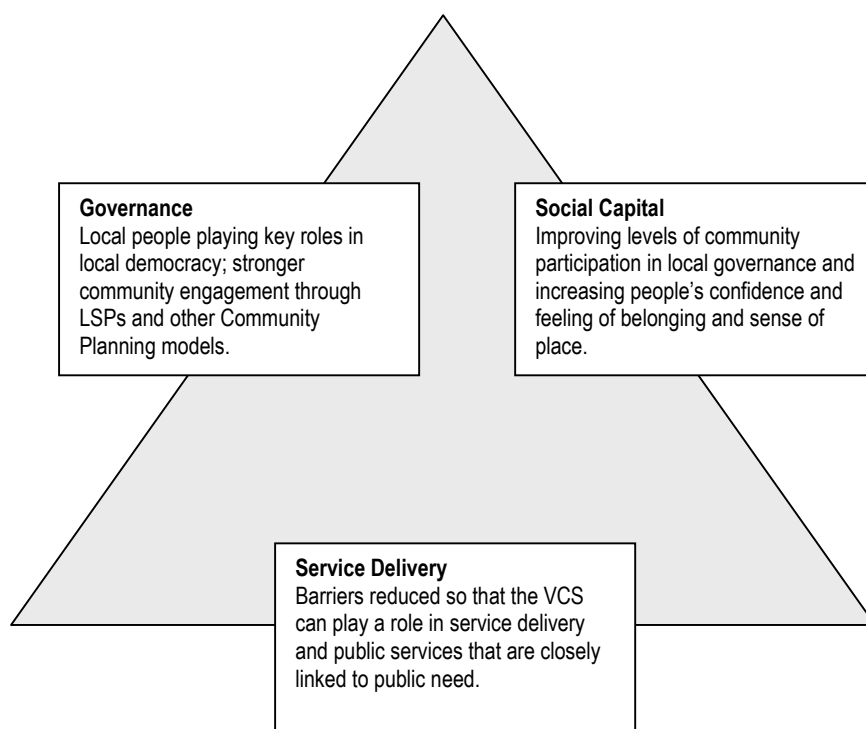 Governance
Local people playing key roles in
local democracy; stronger
community engagement through
LSPs and other Community
Planning models.
Social Capital
Improving levels of community
participation in local governance and
increasing people’s confidence and
feeling of belonging and sense of
place.
Service Delivery
Barriers reduced so that the VCS
can play a role in service delivery
and public services that are closely
linked to public need.